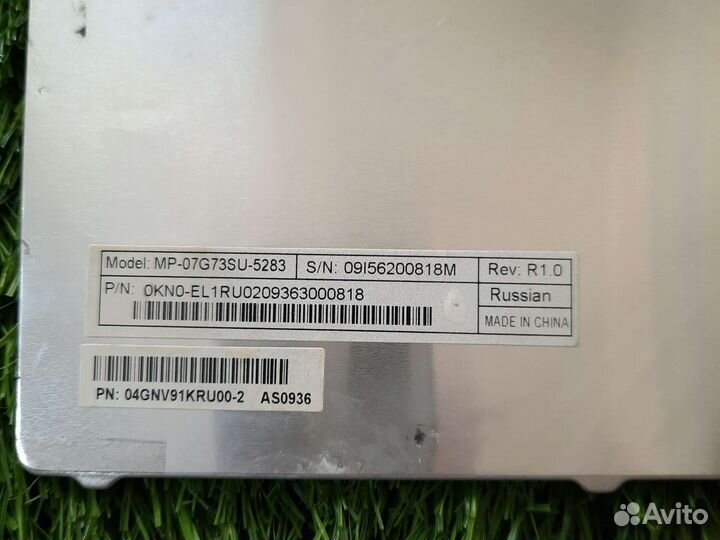 Model: MP-07G73SU-5283 S/N: 09I56200818M Rev: R1.0
P/N: 0KN0-EL1RU0209363000818 Russian
MADE IN CHINA
PN: 04GNV91KRU00-2 AS0936
Avito